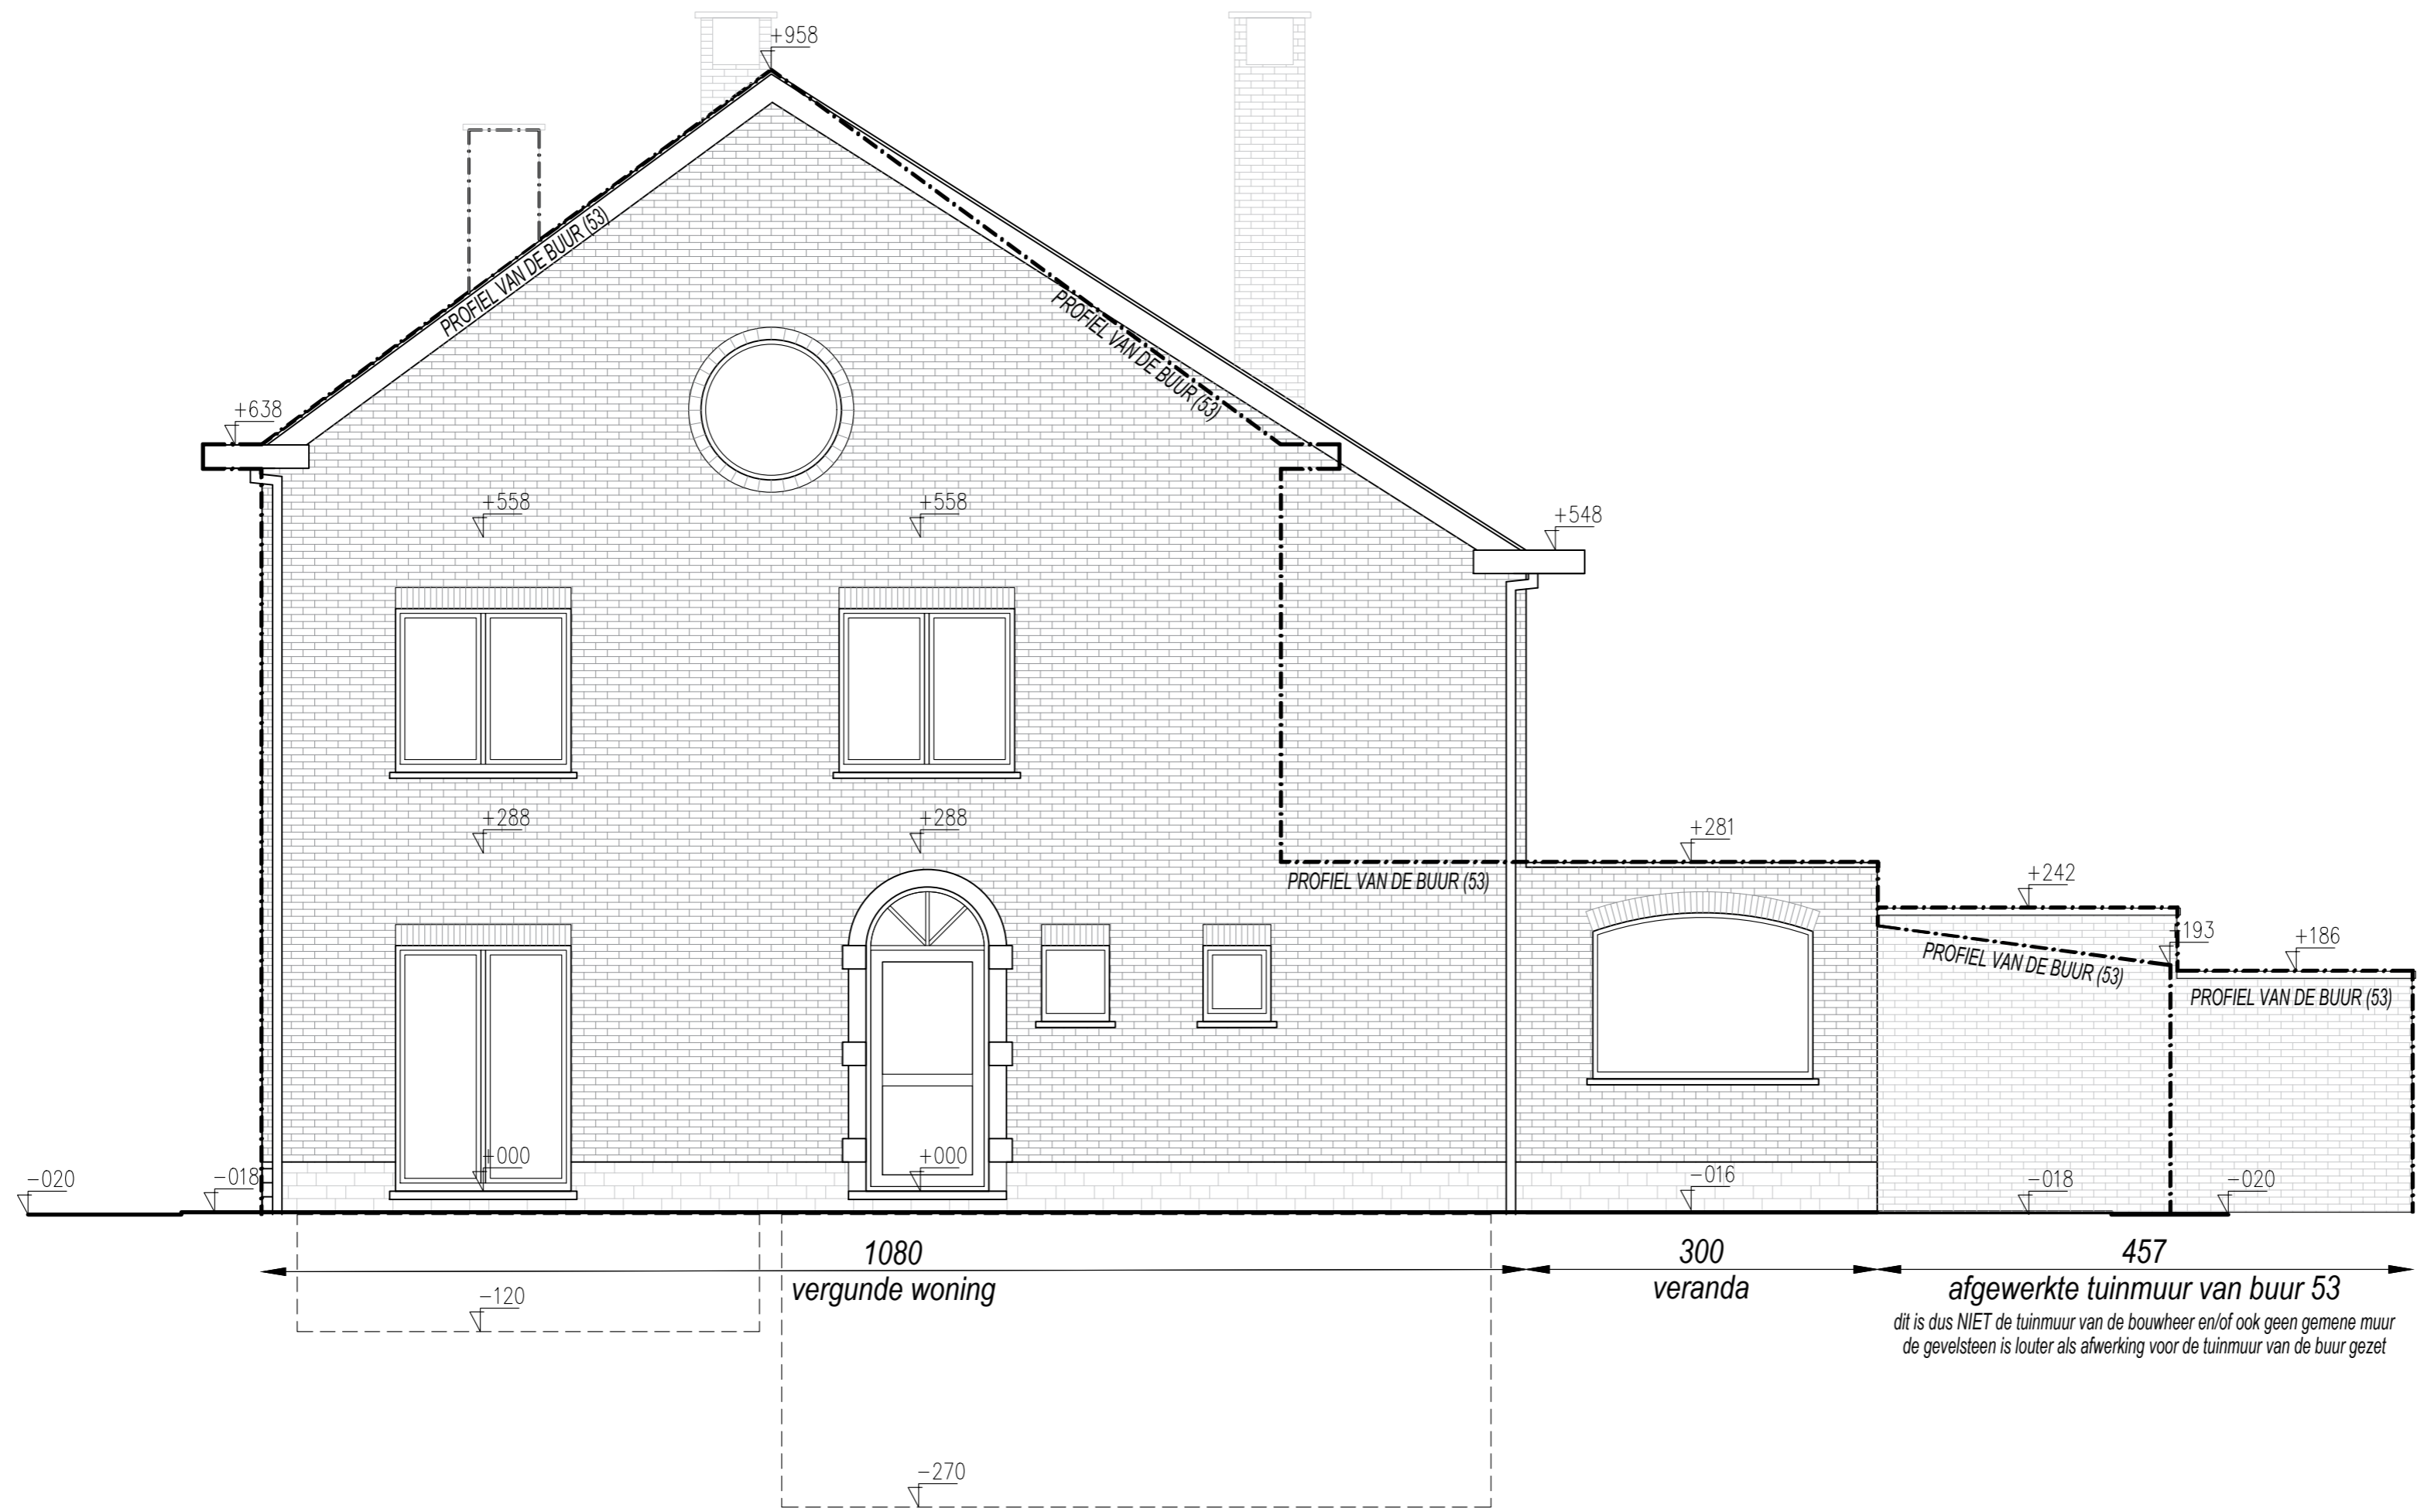 +958
PROFIEL VAN DE BUUR (53)
PROFIEL VAN DE BUUR (53)
+638
+558
+558
+548
+288
+288
+281
PROFIEL VAN DE BUUR (53)
+242
193
+186
PROFIEL VAN DE BUUR (53)
PROFIEL VAN DE BUUR (53)
+000
+000
-020
-018
-016
-018
-020
1080
vergunde woning
300
veranda
457
afgewerkte tuinmuur van buur 53
dit is dus NIET de tuinmuur van de bouwheer en/of ook geen gemene muur
de gevelsteen is louter als afwerking voor de tuinmuur van de buur gezet
-120
-270